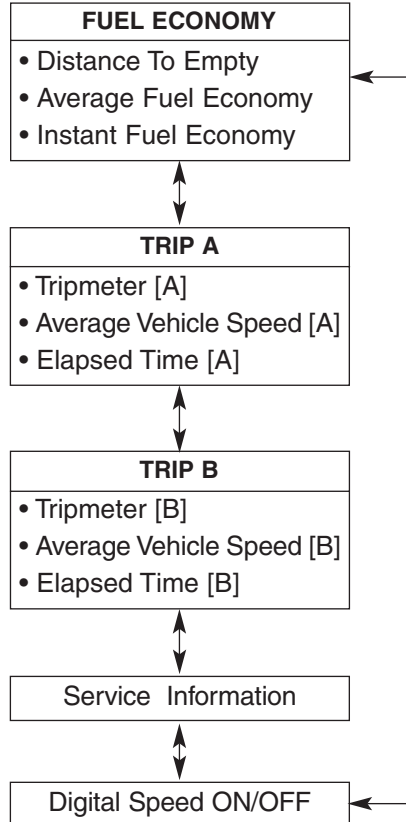 FUEL ECONOMY
• Distance To Empty
• Average Fuel Economy
• Instant Fuel Economy
TRIP A
• Tripmeter [A]
• Average Vehicle Speed [A]
• Elapsed Time [A]
TRIP B
• Tripmeter [B]
• Average Vehicle Speed [B]
• Elapsed Time [B]
Service Information
Digital Speed ON/OFF